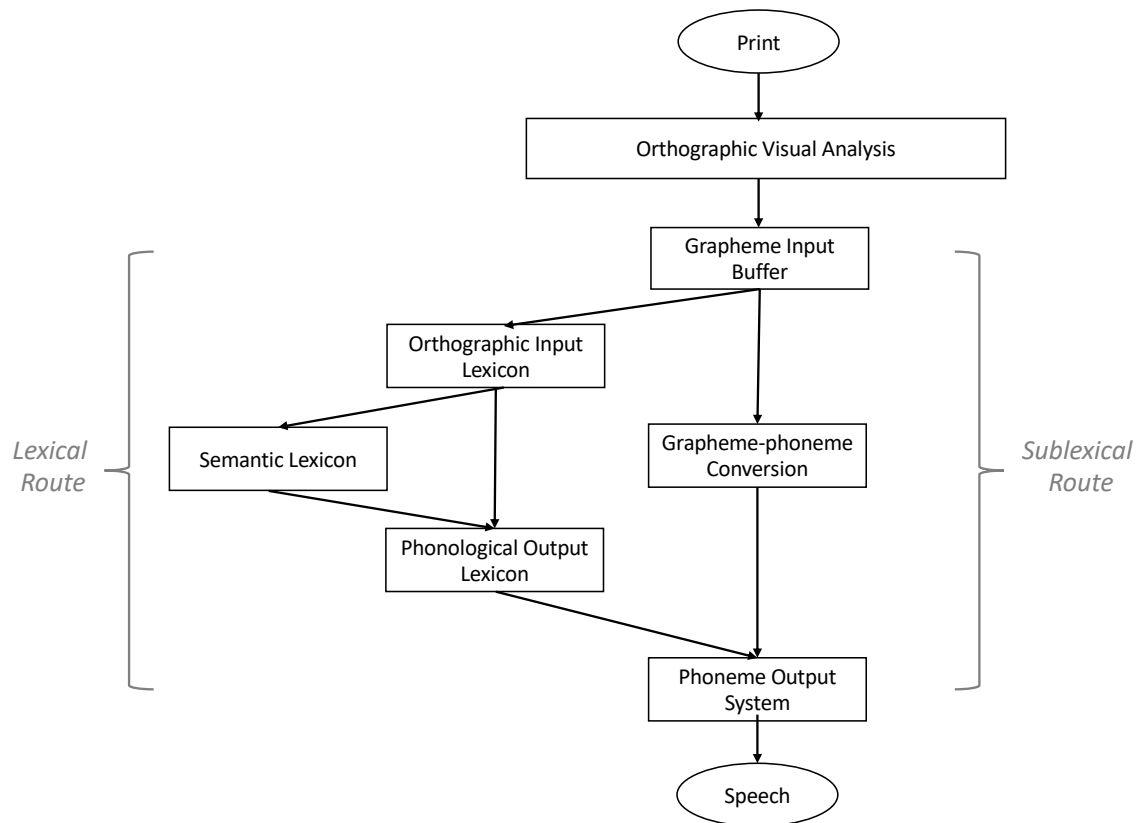 Print
Orthographic Visual Analysis
Grapheme Input
Buffer
Orthographic Input
Lexicon
Lexical
Route
Semantic Lexicon
Grapheme-phoneme
Conversion
Sublexical
Route
Phonological Output
Lexicon
Phoneme Output
System
Speech